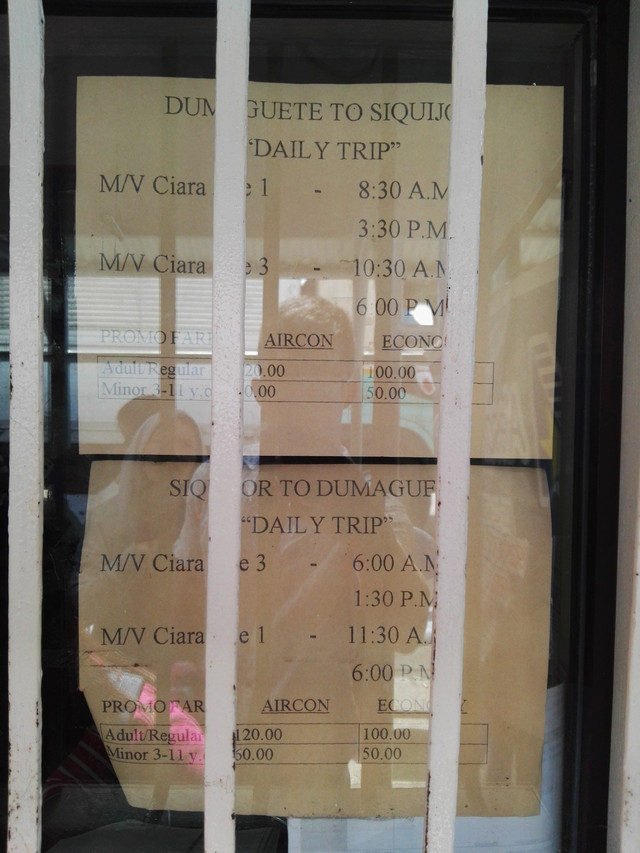 DUM GUETE TO SIQUIJO
"DAILY TRIP"
M/V Ciara e 1 - 8:30 A.M
3:30 P.M.
M/V Ciara e 3 - 10:30 A.M
6:00 P.M
PROMO FAR AIRCON ECONO
Adult/Regular 20.00 100.00
Minor 3-11 y.o 0.00 50.00
SIQ OR TO DUMAGUE
"DAILY TRIP"
M/V Ciara e 3 - 6:00 A.M
1:30 P.M
M/V Ciara e 1 - 11:30 A.
6:00 P.M
PROMO FAR AIRCON ECONOMY
Adult/Regular 120.00 100.00
Minor 3-11 y. 60.00 50.00